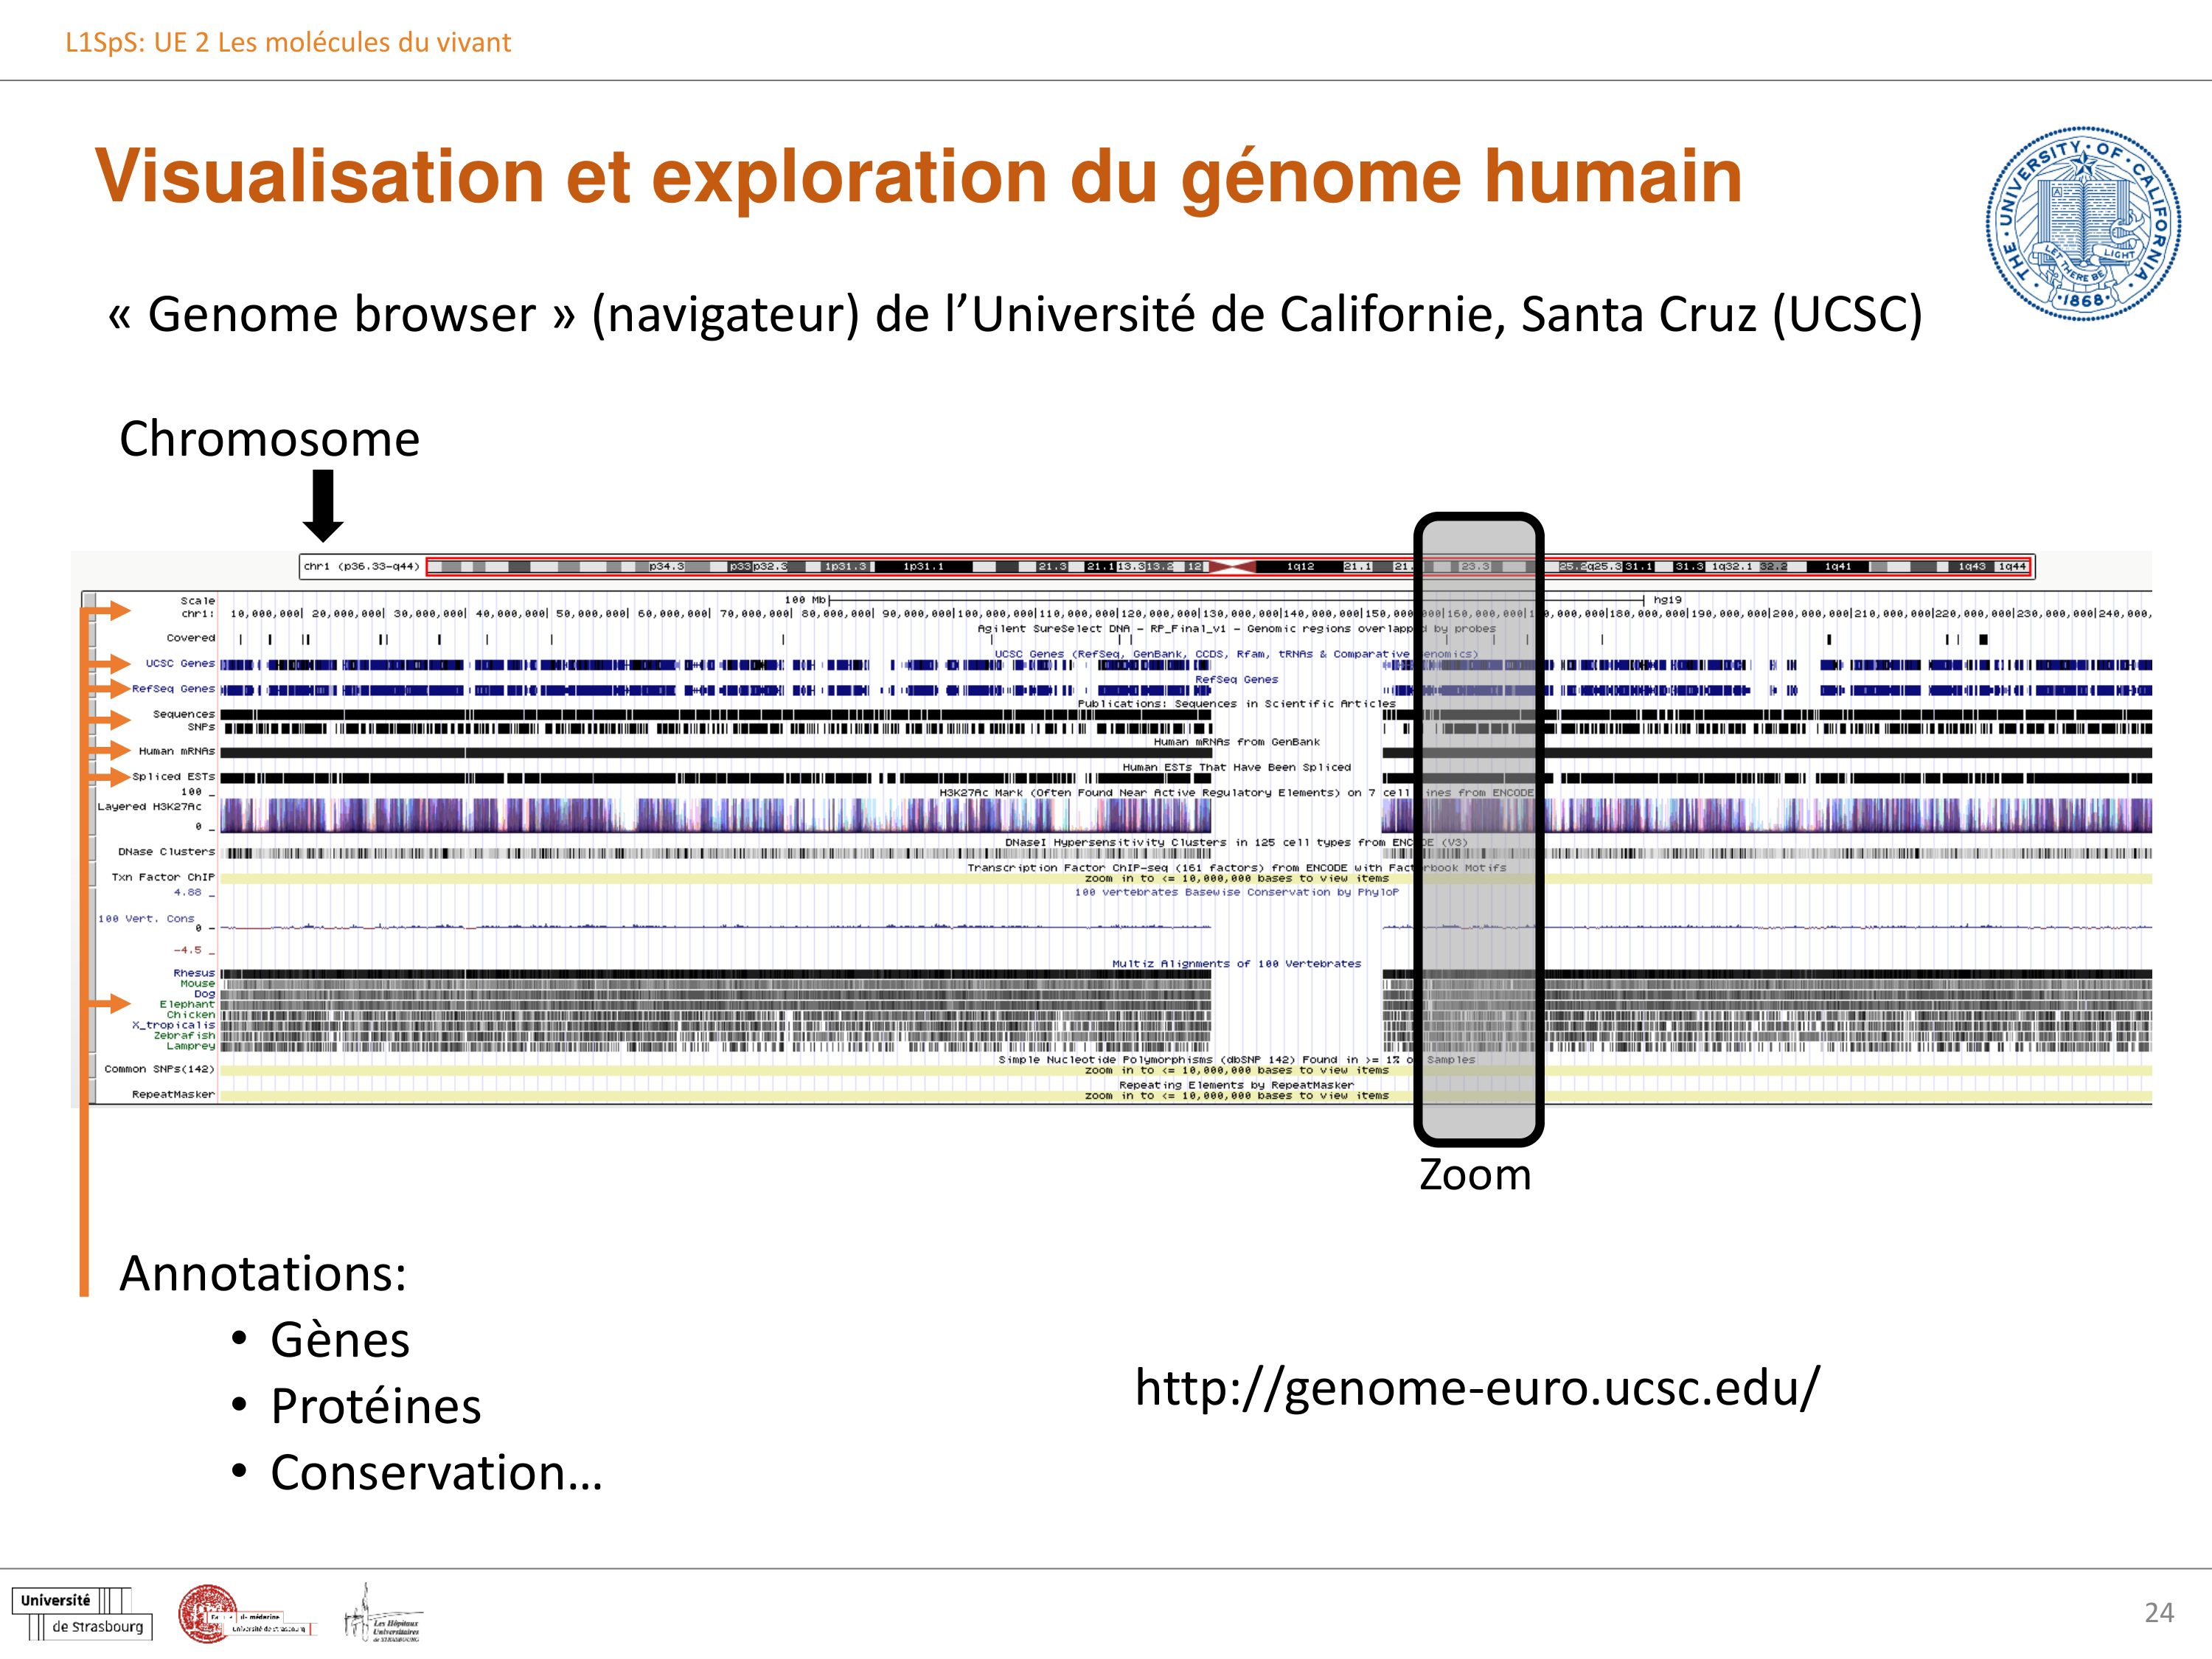 L1SpS: UE 2 Les molécules du vivant
Visualisation et exploration du génome humain
THE · UNIVERSITY · OF · CALIFORNIA
LET THERE BE LIGHT
·1868·
« Genome browser » (navigateur) de l’Université de Californie, Santa Cruz (UCSC)
Chromosome
chr1 (p36.33-q44) p34.3 p33 p32.3 1p31.3 1p31.1 21.3 21.1 13.3 13.2 12 1q12 21.1 21. 23.3 25.2 q25.3 31.1 31.3 1q32.1 32.2 1q41 1q43 1q44
Scale 100 Mb hg19
chr1: 10,000,000| 20,000,000| 30,000,000| 40,000,000| 50,000,000| 60,000,000| 70,000,000| 80,000,000| 90,000,000|100,000,000|110,000,000|120,000,000|130,000,000|140,000,000|150,000,000|160,000,000|1 0,000,000|180,000,000|190,000,000|200,000,000|210,000,000|220,000,000|230,000,000|240,000,
Agilent SureSelect DNA - RP_Final_v1 - Genomic regions overlapped by probes
Covered
UCSC Genes (RefSeq, GenBank, CCDS, Rfam, tRNAs & Comparative Genomics)
UCSC Genes
RefSeq Genes
RefSeq Genes
Publications: Sequences in Scientific Articles
Sequences
SNPs
Human mRNAs from GenBank
Human mRNAs
Human ESTs That Have Been Spliced
Spliced ESTs
100
H3K27Ac Mark (Often Found Near Active Regulatory Elements) on 7 cell lines from ENCODE
Layered H3K27Ac
0
DNaseI Hypersensitivity Clusters in 125 cell types from ENCODE (V3)
DNase Clusters
Transcription Factor ChIP-seq (161 factors) from ENCODE with Factorbook Motifs
Txn Factor ChIP zoom in to <= 10,000,000 bases to view items
4.88 100 vertebrates Basewise Conservation by PhyloP
100 Vert. Cons
0
-4.5
Multiz Alignments of 100 Vertebrates
Rhesus
Mouse
Dog
Elephant
Chicken
X_tropicalis
Zebrafish
Lamprey
Simple Nucleotide Polymorphisms (dbSNP 142) Found in >= 1% of Samples
Common SNPs(142) zoom in to <= 10,000,000 bases to view items
Repeating Elements by RepeatMasker
RepeatMasker zoom in to <= 10,000,000 bases to view items
Zoom
Annotations:
• Gènes
• Protéines
• Conservation…
http://genome-euro.ucsc.edu/
Université
de Strasbourg
de médecine
Université de Strasbourg
Les Hôpitaux
Universitaires
de STRASBOURG
24